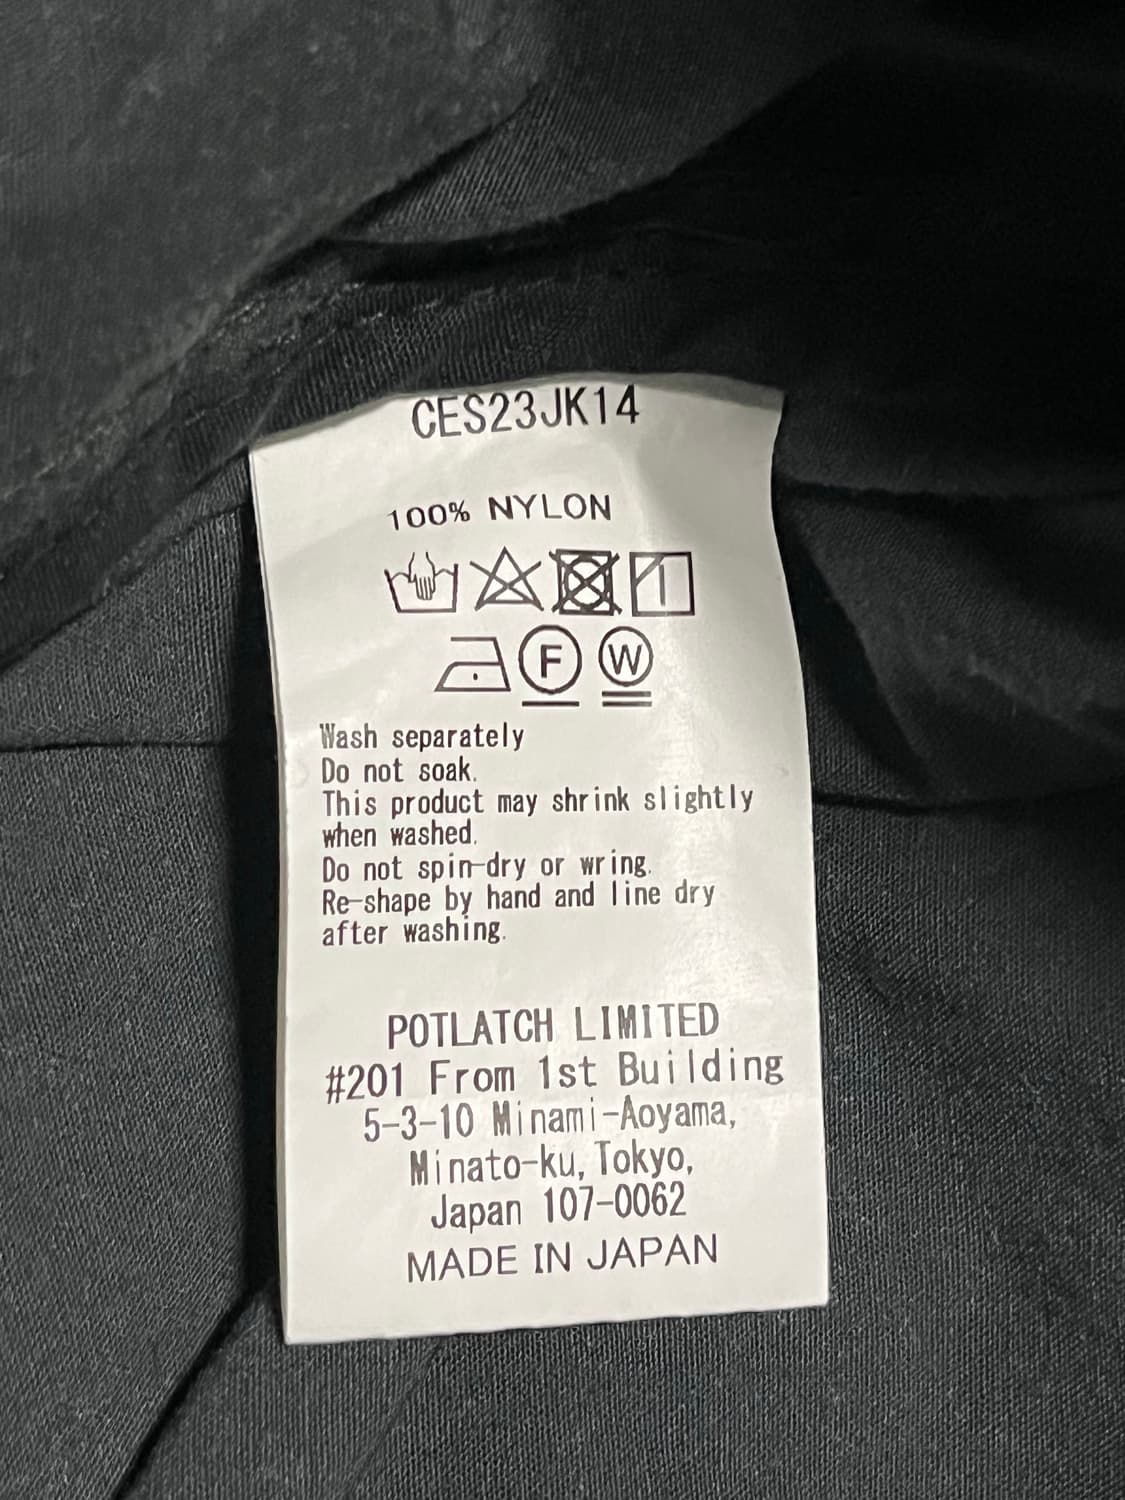 CES23JK14
100% NYLON
F W
Wash separately
Do not soak.
This product may shrink slightly
when washed.
Do not spin-dry or wring.
Re-shape by hand and line dry
after washing.
POTLATCH LIMITED
#201 From 1st Building
5-3-10 Minami-Aoyama,
Minato-ku, Tokyo,
Japan 107-0062
MADE IN JAPAN